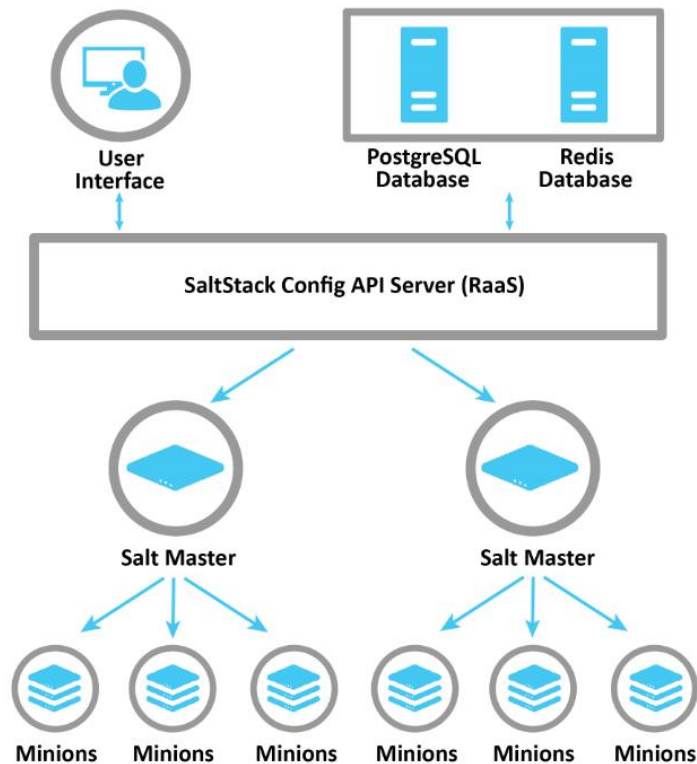 User
Interface
PostgreSQL
Database
Redis
Database
SaltStack Config API Server (RaaS)
Salt Master
Salt Master
Minions
Minions
Minions
Minions
Minions
Minions